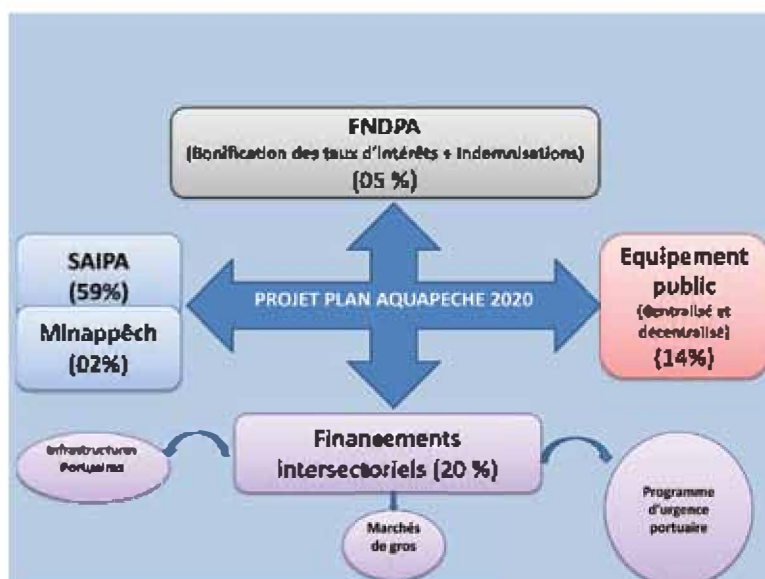 FNDPA
(Bonification des taux d'intérêts + Indemnisations)
(05 %)
SAIPA
(59%)
Minappêch
(02%)
PROJET PLAN AQUAPECHE 2020
Equipement
public
(Centralisé et
décentralisé)
(14%)
Financements
intersectoriels (20 %)
Infrastructures
Portuaires
Marchés
de gros
Programme
d'urgence
portuaire